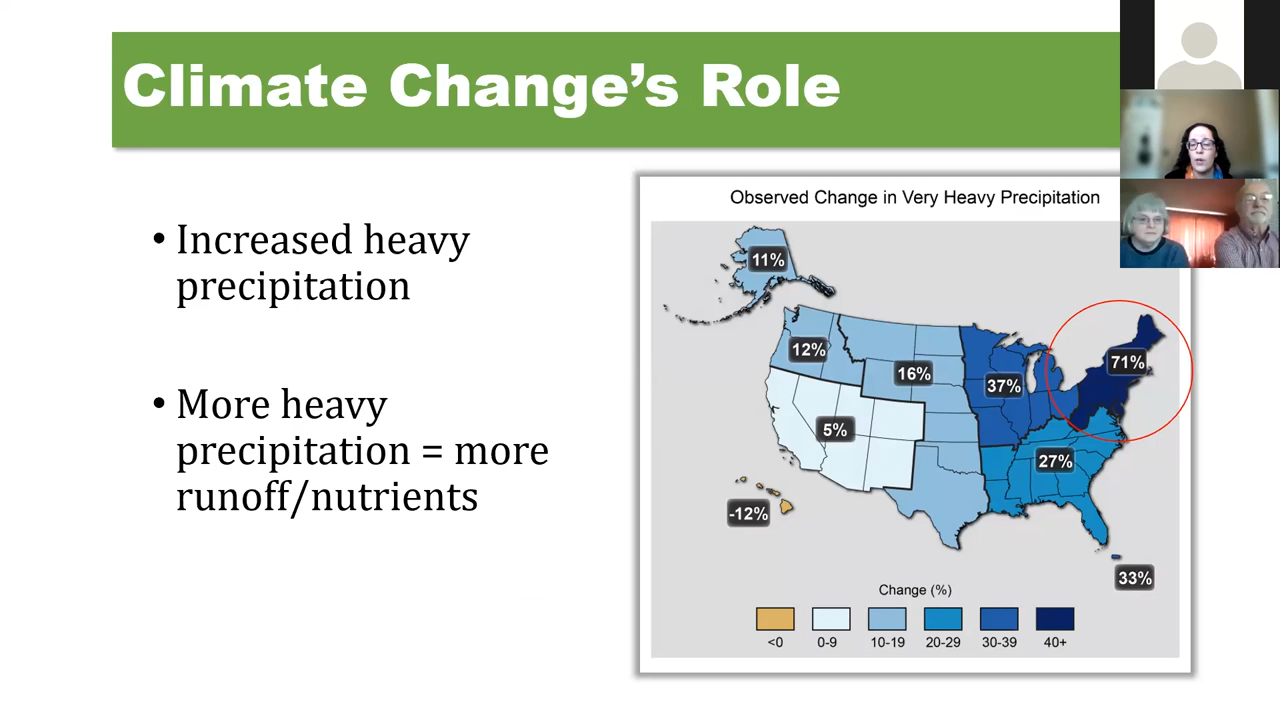 Climate Change’s Role
• Increased heavy
precipitation
• More heavy
precipitation = more
runoff/nutrients
Observed Change in Very Heavy Precipitation
11%
12%
16%
37%
71%
5%
27%
-12%
33%
Change (%)
<0
0-9
10-19
20-29
30-39
40+